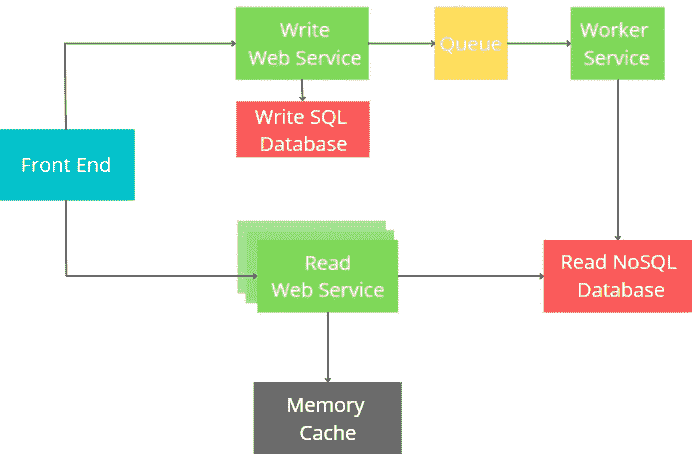 Write
Web Service
Queue
Worker
Service
Write SQL
Database
Front End
Read
Web Service
Read NoSQL
Database
Memory
Cache